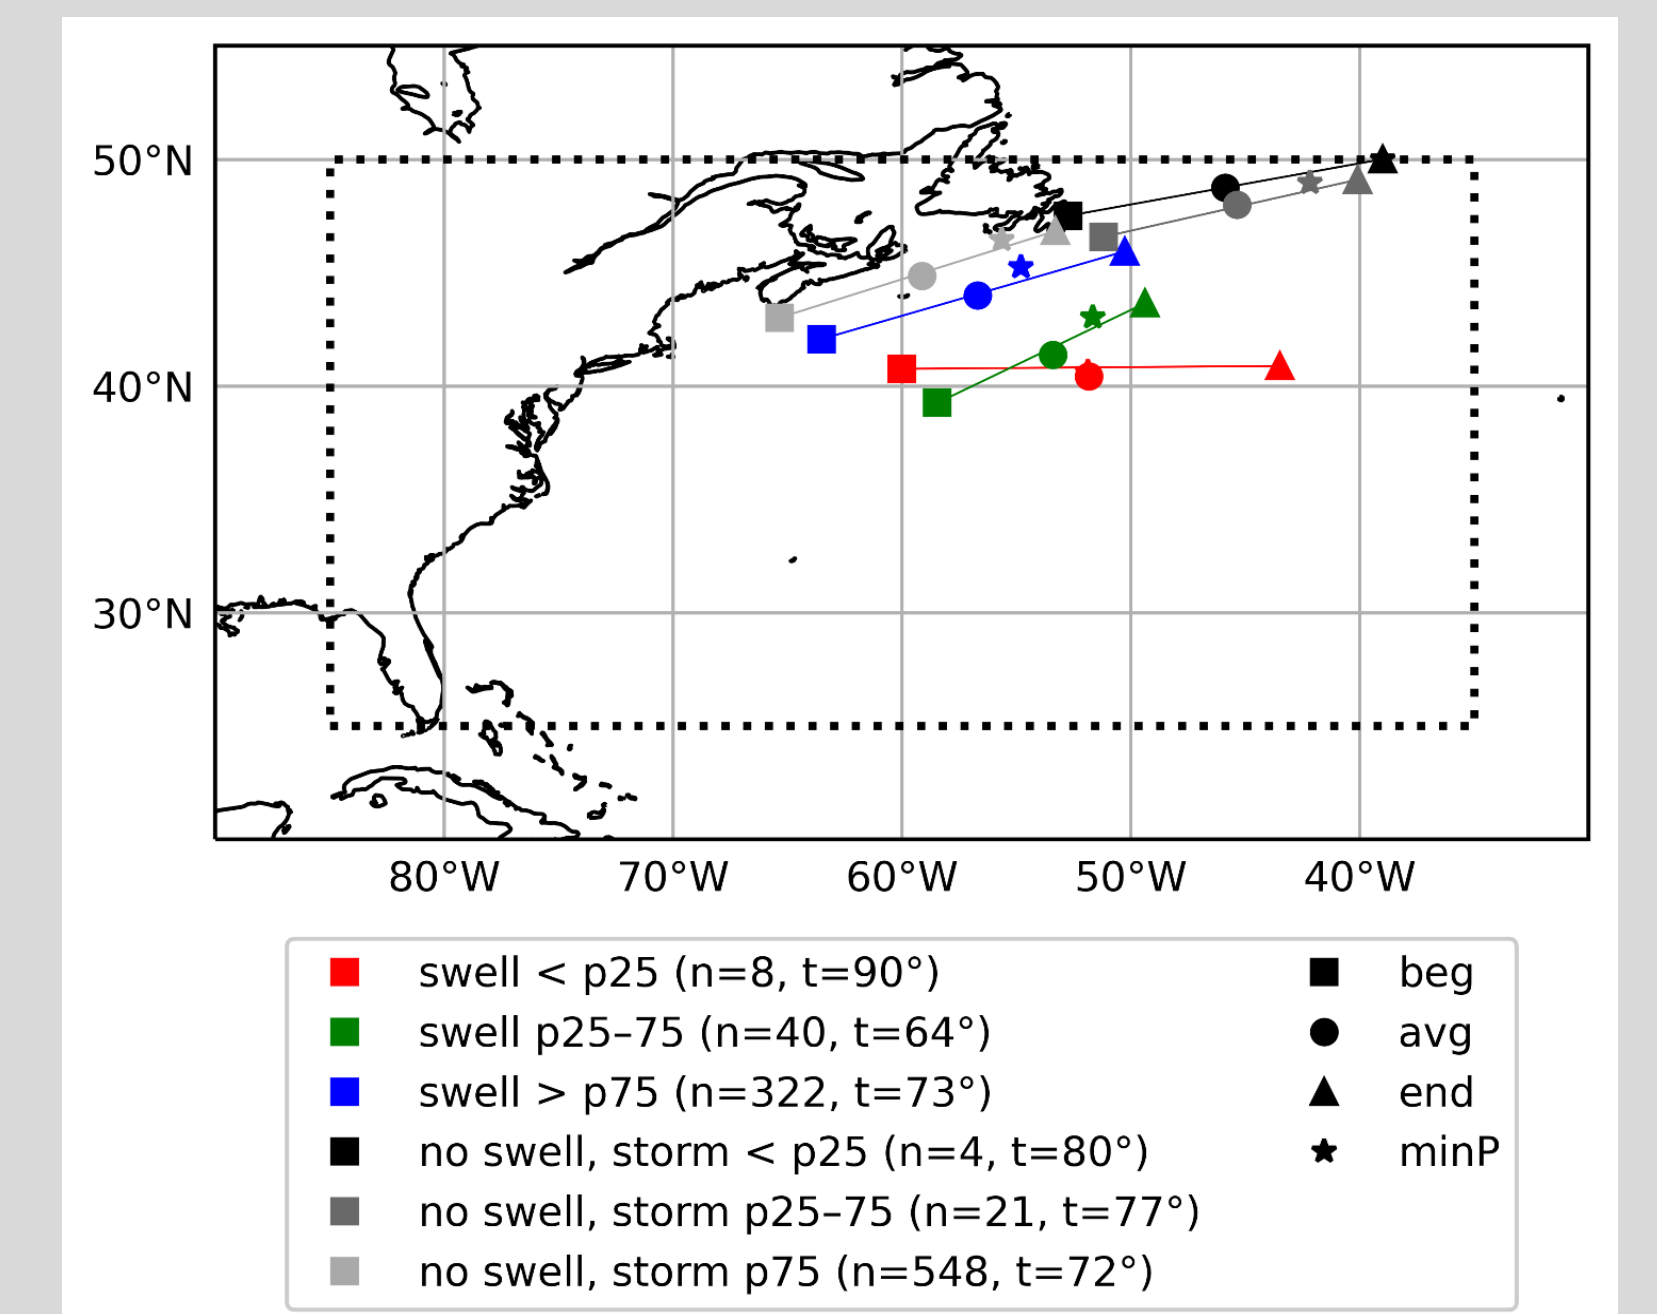 50°N
40°N
30°N
80°W 70°W 60°W 50°W 40°W
swell < p25 (n=8, t=90°)
swell p25–75 (n=40, t=64°)
swell > p75 (n=322, t=73°)
no swell, storm < p25 (n=4, t=80°)
no swell, storm p25–75 (n=21, t=77°)
no swell, storm p75 (n=548, t=72°)
beg
avg
end
minP